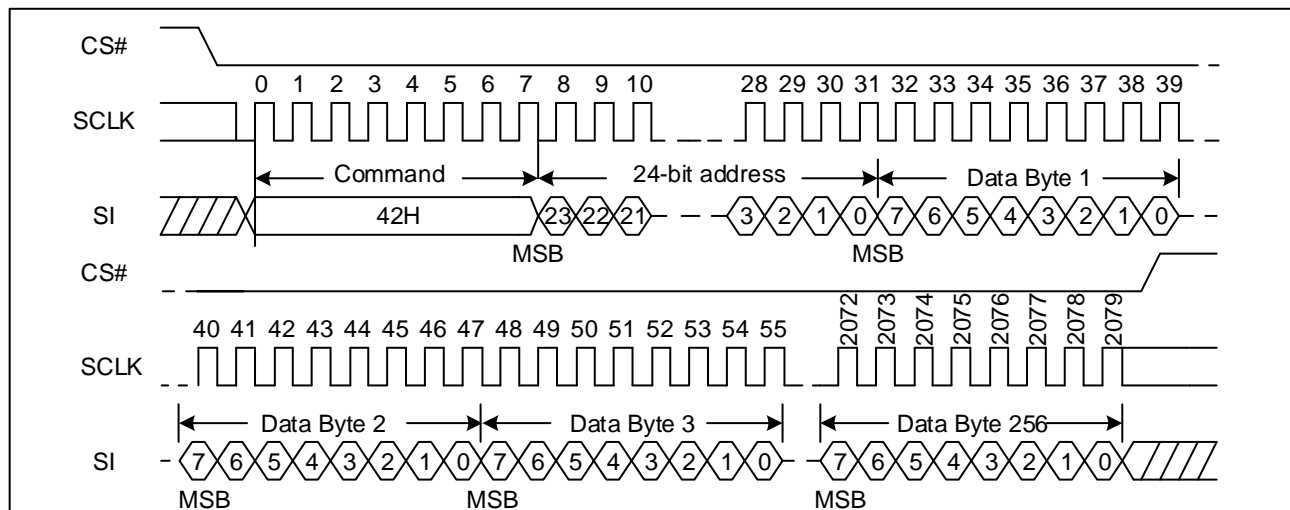 CS#
0 1 2 3 4 5 6 7 8 9 10 28 29 30 31 32 33 34 35 36 37 38 39
SCLK
Command 24-bit address Data Byte 1
SI 42H 23 22 21 3 2 1 0 7 6 5 4 3 2 1 0
MSB MSB
CS#
40 41 42 43 44 45 46 47 48 49 50 51 52 53 54 55 2072 2073 2074 2075 2076 2077 2078 2079
SCLK
Data Byte 2 Data Byte 3 Data Byte 256
SI 7 6 5 4 3 2 1 0 7 6 5 4 3 2 1 0 7 6 5 4 3 2 1 0
MSB MSB MSB